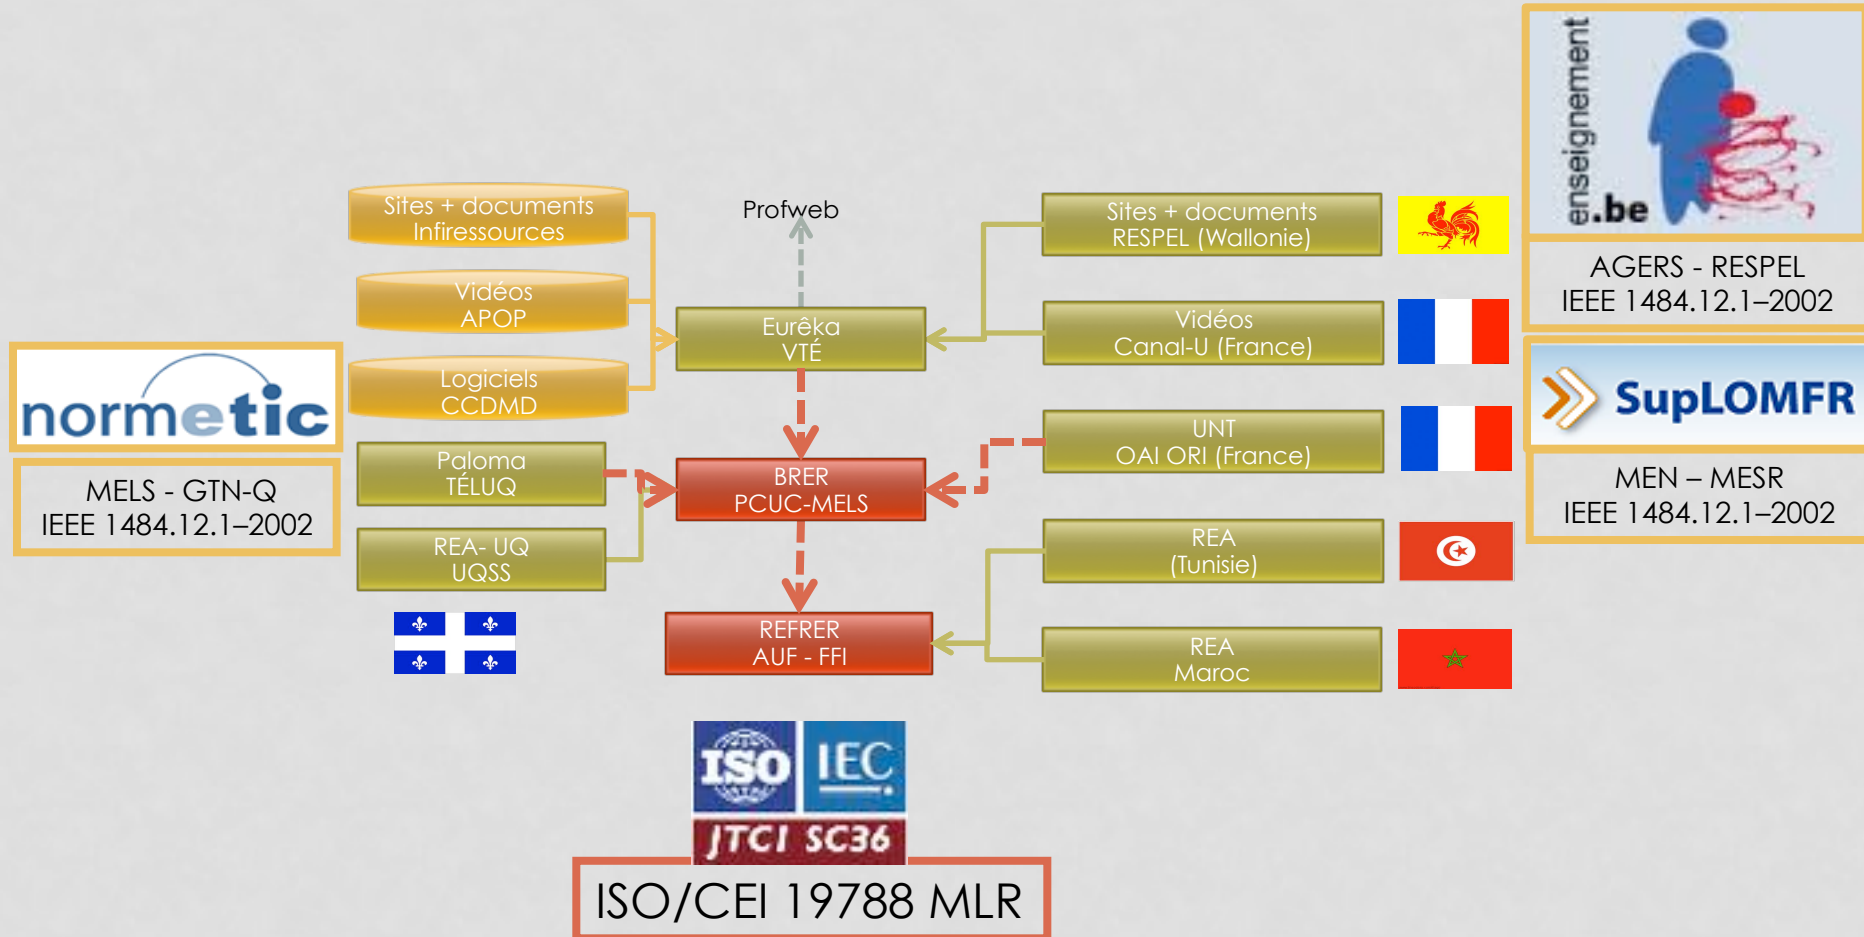 enseignement
.be
AGERS - RESPEL
IEEE 1484.12.1–2002
SupLOMFR
MEN – MESR
IEEE 1484.12.1–2002
normetic
MELS - GTN-Q
IEEE 1484.12.1–2002
Sites + documents
Infiressources
Vidéos
APOP
Logiciels
CCDMD
Paloma
TÉLUQ
REA- UQ
UQSS
Profweb
Eurêka
VTÉ
BRER
PCUC-MELS
REFRER
AUF - FFI
Sites + documents
RESPEL (Wallonie)
Vidéos
Canal-U (France)
UNT
OAI ORI (France)
REA
(Tunisie)
REA
Maroc
ISO IEC
JTC1 SC36
ISO/CEI 19788 MLR